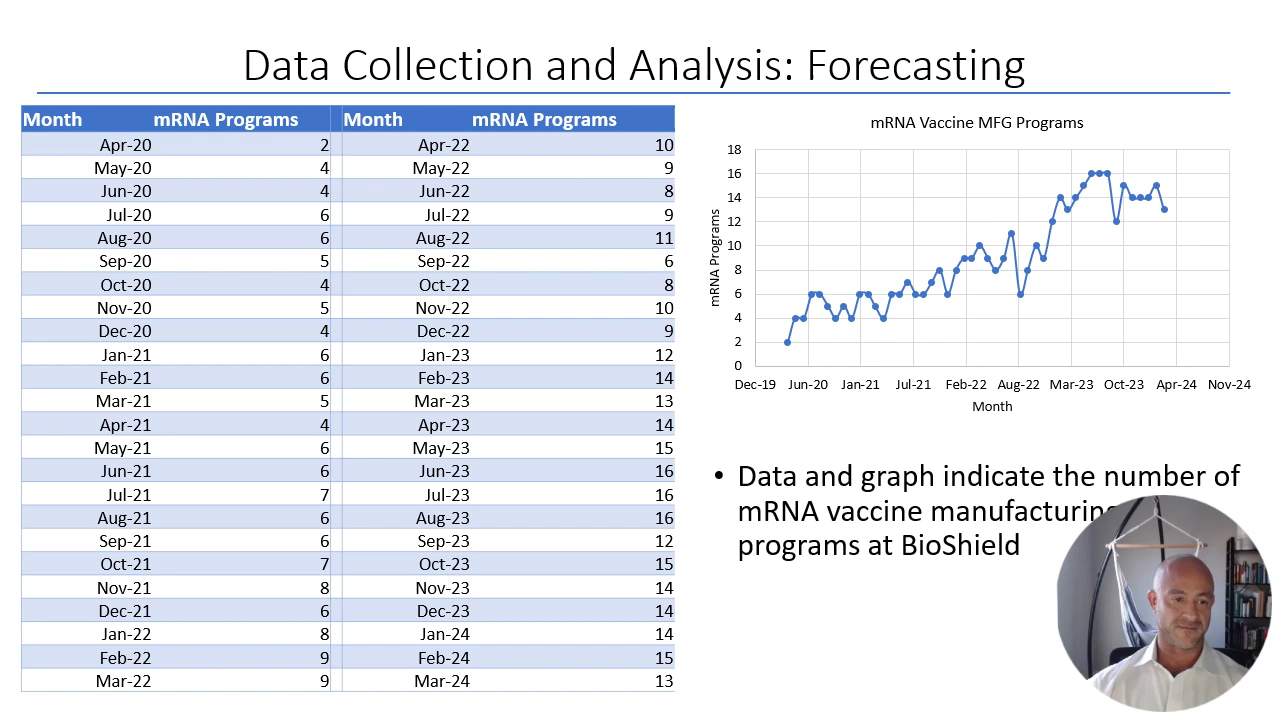 Data Collection and Analysis: Forecasting
Month mRNA Programs Month mRNA Programs
Apr-20 2 Apr-22 10
May-20 4 May-22 9
Jun-20 4 Jun-22 8
Jul-20 6 Jul-22 9
Aug-20 6 Aug-22 11
Sep-20 5 Sep-22 6
Oct-20 4 Oct-22 8
Nov-20 5 Nov-22 10
Dec-20 4 Dec-22 9
Jan-21 6 Jan-23 12
Feb-21 6 Feb-23 14
Mar-21 5 Mar-23 13
Apr-21 4 Apr-23 14
May-21 6 May-23 15
Jun-21 6 Jun-23 16
Jul-21 7 Jul-23 16
Aug-21 6 Aug-23 16
Sep-21 6 Sep-23 12
Oct-21 7 Oct-23 15
Nov-21 8 Nov-23 14
Dec-21 6 Dec-23 14
Jan-22 8 Jan-24 14
Feb-22 9 Feb-24 15
Mar-22 9 Mar-24 13
mRNA Vaccine MFG Programs
18
16
14
12
10
8
6
4
2
0
mRNA Programs
Dec-19 Jun-20 Jan-21 Jul-21 Feb-22 Aug-22 Mar-23 Oct-23 Apr-24 Nov-24
Month
• Data and graph indicate the number of
mRNA vaccine manufacturing
programs at BioShield